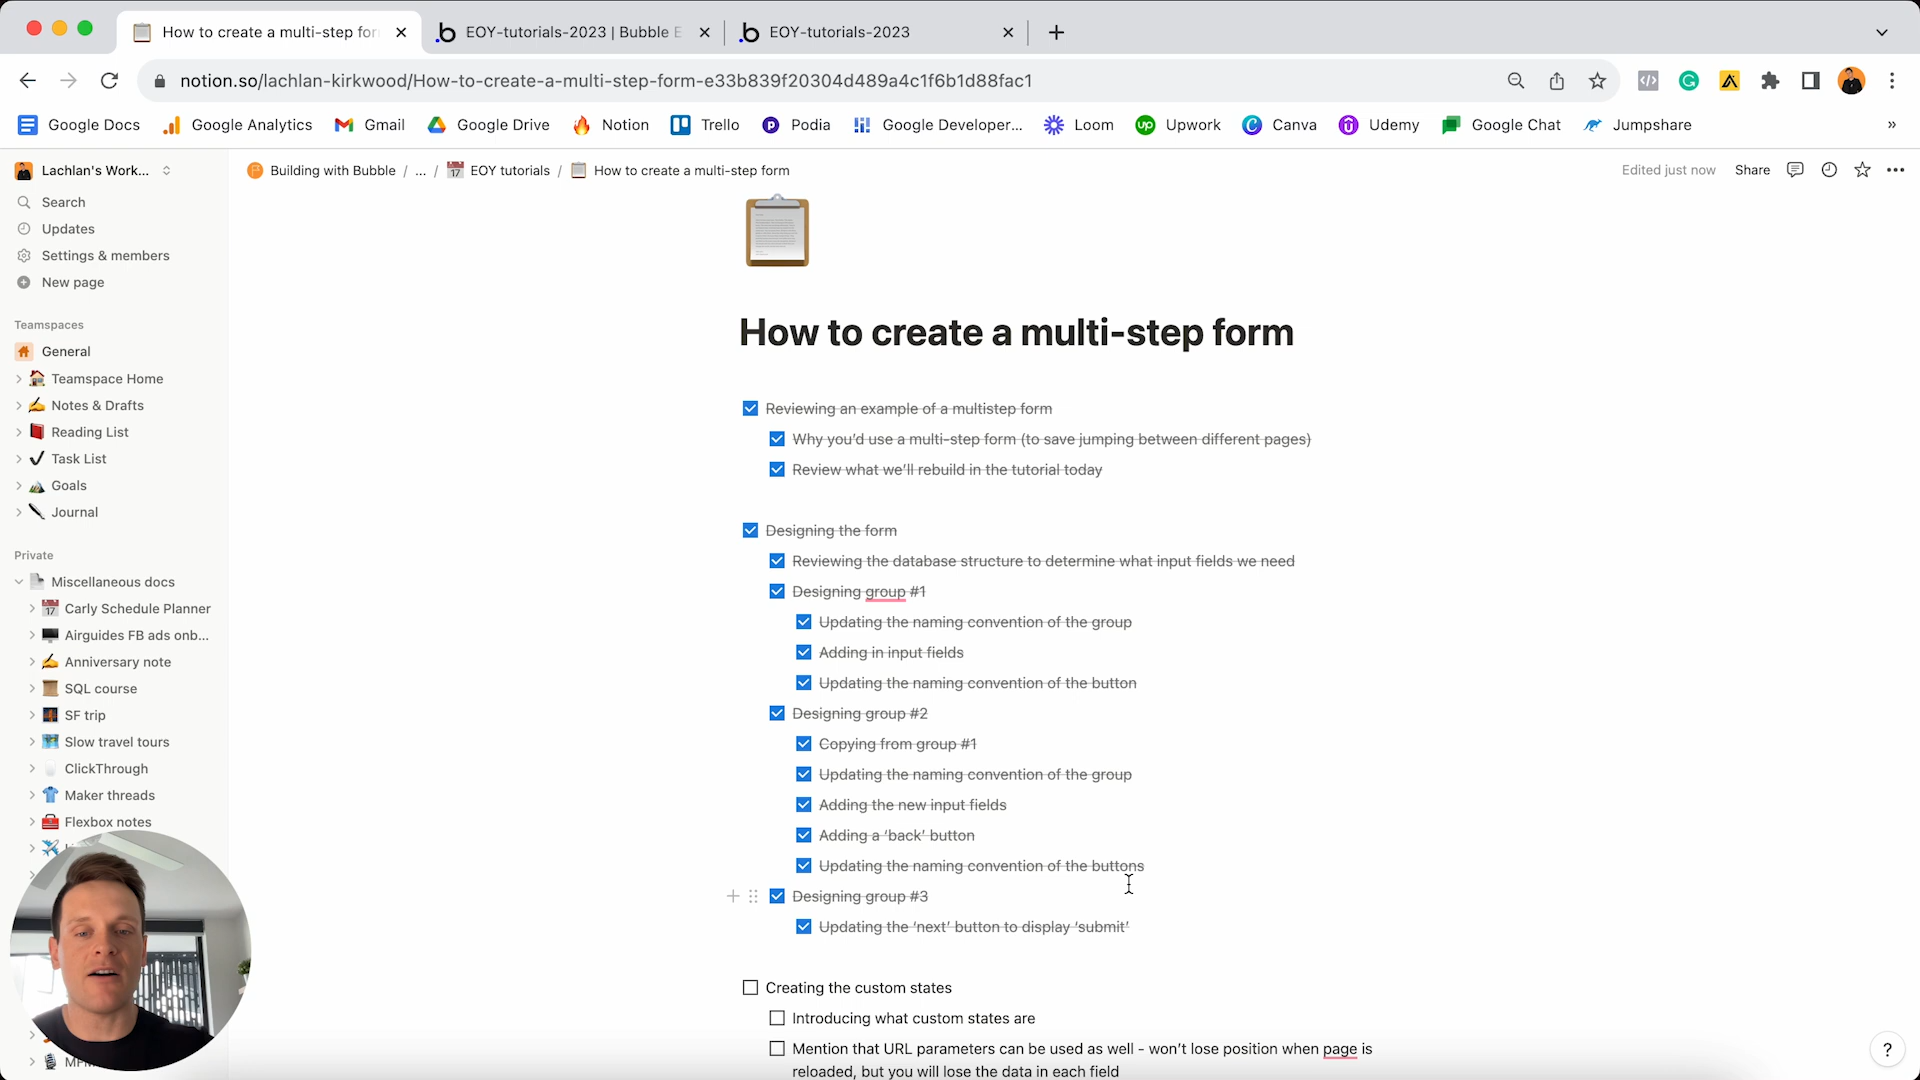 How to create a multi-step for
EOY-tutorials-2023 | Bubble E
EOY-tutorials-2023
notion.so/lachlan-kirkwood/How-to-create-a-multi-step-form-e33b839f20304d489a4c1f6b1d88fac1
Google Docs
Google Analytics
Gmail
Google Drive
Notion
Trello
Podia
Google Developer...
Loom
Upwork
Canva
Udemy
Google Chat
Jumpshare
»
Lachlan's Work...
Building with Bubble / ... / EOY tutorials / How to create a multi-step form
Edited just now
Share
Search
Updates
Settings & members
New page
Teamspaces
General
Teamspace Home
Notes & Drafts
Reading List
Task List
Goals
Journal
Private
Miscellaneous docs
Carly Schedule Planner
Airguides FB ads onb...
Anniversary note
SQL course
SF trip
Slow travel tours
ClickThrough
Maker threads
Flexbox notes
How to create a multi-step form
Reviewing an example of a multistep form
Why you'd use a multi-step form (to save jumping between different pages)
Review what we'll rebuild in the tutorial today
Designing the form
Reviewing the database structure to determine what input fields we need
Designing group #1
Updating the naming convention of the group
Adding in input fields
Updating the naming convention of the button
Designing group #2
Copying from group #1
Updating the naming convention of the group
Adding the new input fields
Adding a 'back' button
Updating the naming convention of the buttons
Designing group #3
Updating the 'next' button to display 'submit'
Creating the custom states
Introducing what custom states are
Mention that URL parameters can be used as well - won't lose position when page is
reloaded, but you will lose the data in each field
?